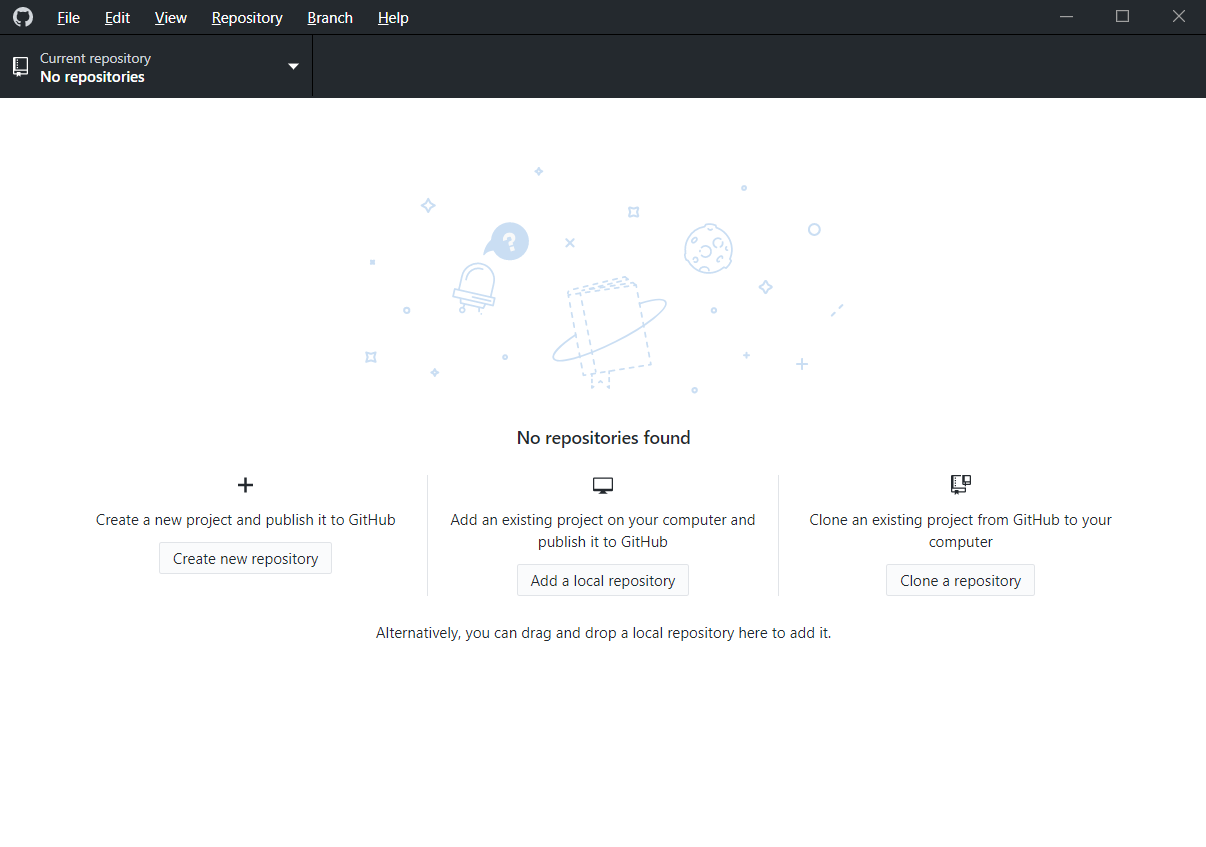 File Edit View Repository Branch Help
Current repository
No repositories
?
No repositories found
Create a new project and publish it to GitHub
Create new repository
Add an existing project on your computer and
publish it to GitHub
Add a local repository
Clone an existing project from GitHub to your
computer
Clone a repository
Alternatively, you can drag and drop a local repository here to add it.